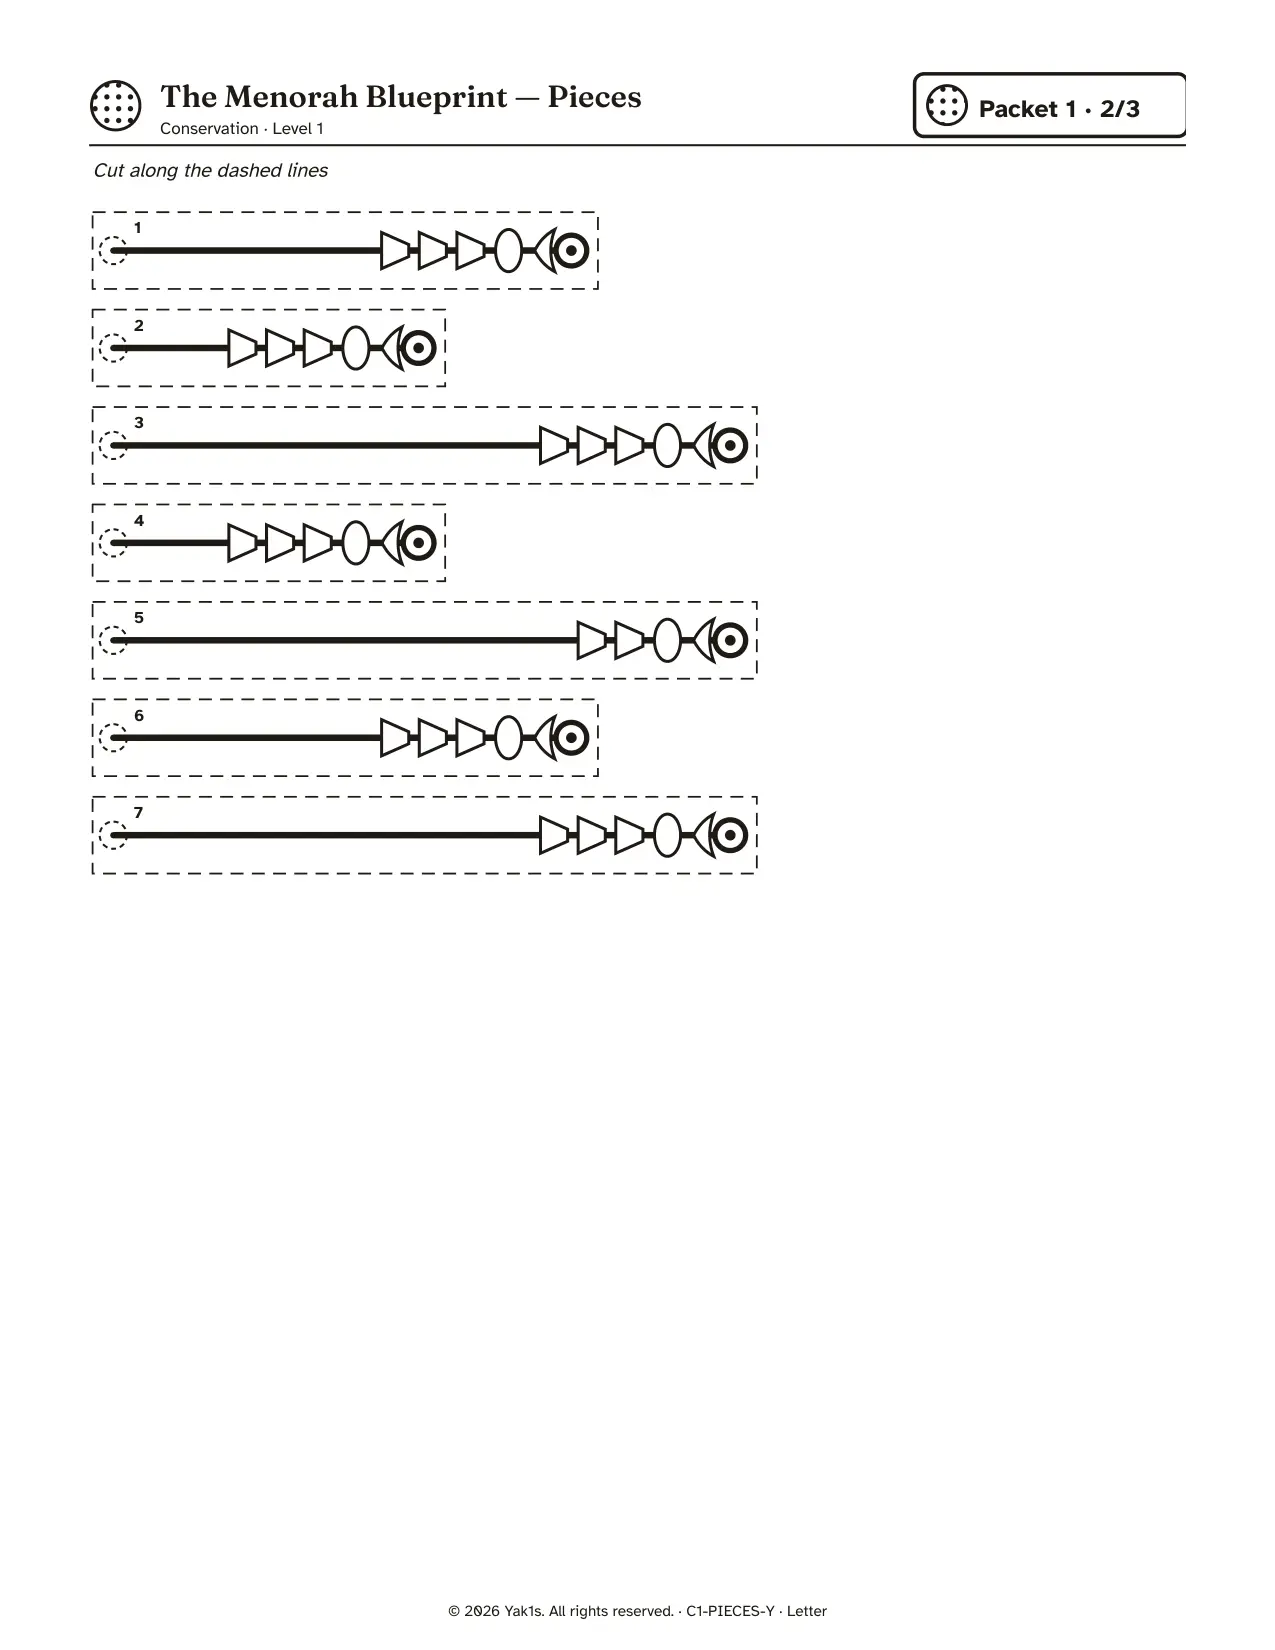 The Menorah Blueprint — Pieces
Conservation · Level 1
Packet 1 · 2/3
Cut along the dashed lines
1
2
3
4
5
6
7
© 2026 Yak1s. All rights reserved. · C1-PIECES-Y · Letter